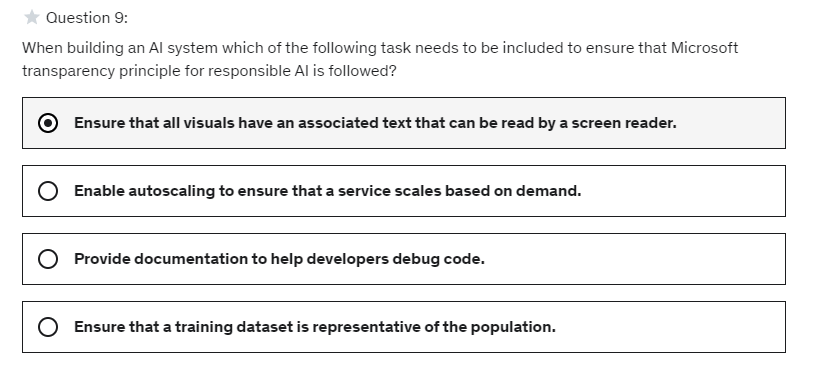 Question 9:
When building an AI system which of the following task needs to be included to ensure that Microsoft
transparency principle for responsible AI is followed?
Ensure that all visuals have an associated text that can be read by a screen reader.
Enable autoscaling to ensure that a service scales based on demand.
Provide documentation to help developers debug code.
Ensure that a training dataset is representative of the population.